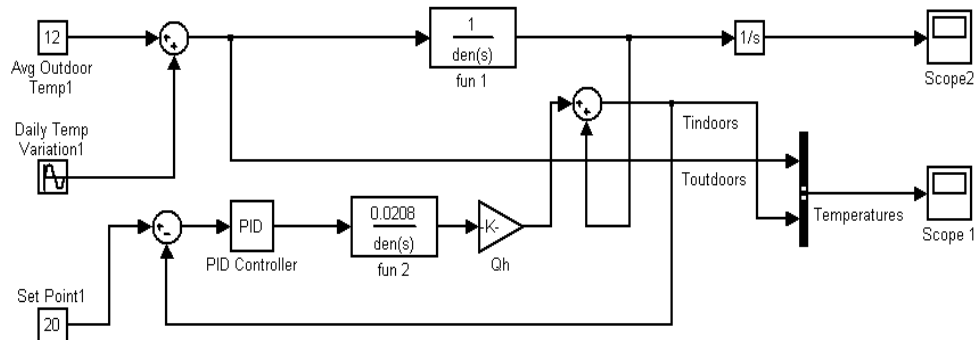 12
Avg Outdoor
Temp1
+
+
1
den(s)
fun 1
1/s
Scope2
Daily Temp
Variation1
+
+
Tindoors
Toutdoors
Temperatures
Scope 1
-
PID
PID Controller
0.0208
den(s)
fun 2
-K-
Qh
Set Point1
20